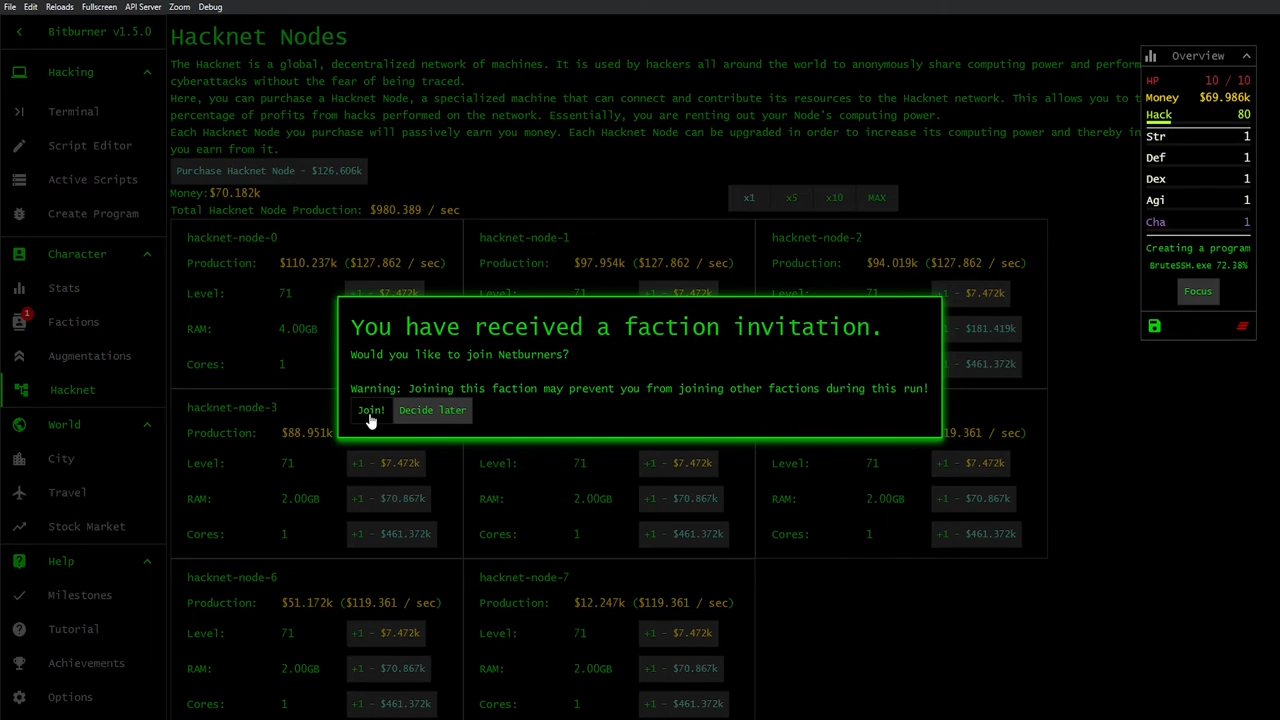 File Edit Reloads Fullscreen API Server Zoom Debug
Bitburner v1.5.0
Hacking
Terminal
Script Editor
Active Scripts
Create Program
Character
Stats
1
Factions
Augmentations
Hacknet
World
City
Travel
Stock Market
Help
Milestones
Tutorial
Achievements
Options
Hacknet Nodes
The Hacknet is a global, decentralized network of machines. It is used by hackers all around the world to anonymously share computing power and perform
cyberattacks without the fear of being traced.
Here, you can purchase a Hacknet Node, a specialized machine that can connect and contribute its resources to the Hacknet network. This allows you to t
percentage of profits from hacks performed on the network. Essentially, you are renting out your Node's computing power.
Each Hacknet Node you purchase will passively earn you money. Each Hacknet Node can be upgraded in order to increase its computing power and thereby in
you earn from it.
Purchase Hacknet Node - $126.606k
Money:$70.182k
Total Hacknet Node Production: $980.389 / sec
x1 x5 x10 MAX
hacknet-node-0 hacknet-node-1 hacknet-node-2
Production: $110.237k ($127.862 / sec) Production: $97.954k ($127.862 / sec) Production: $94.019k ($127.862 / sec)
Level: 71 +1 - $7.472k Level: 71 +1 - $7.472k Level: 71 +1 - $7.472k
RAM: 4.00GB $181.419k
Cores: 1 $461.372k
You have received a faction invitation.
Would you like to join Netburners?
Warning: Joining this faction may prevent you from joining other factions during this run!
Join! Decide later
hacknet-node-3
Production: $88.951k 19.361 / sec)
Level: 71 +1 - $7.472k Level: 71 +1 - $7.472k Level: 71 +1 - $7.472k
RAM: 2.00GB +1 - $70.867k RAM: 2.00GB +1 - $70.867k RAM: 2.00GB +1 - $70.867k
Cores: 1 +1 - $461.372k Cores: 1 +1 - $461.372k Cores: 1 +1 - $461.372k
hacknet-node-6 hacknet-node-7
Production: $51.172k ($119.361 / sec) Production: $12.247k ($119.361 / sec)
Level: 71 +1 - $7.472k Level: 71 +1 - $7.472k
RAM: 2.00GB +1 - $70.867k RAM: 2.00GB +1 - $70.867k
Cores: 1 +1 - $461.372k Cores: 1 +1 - $461.372k
Overview
HP 10 / 10
Money $69.986k
Hack 80
Str 1
Def 1
Dex 1
Agi 1
Cha 1
Creating a program
BruteSSH.exe 72.38%
Focus